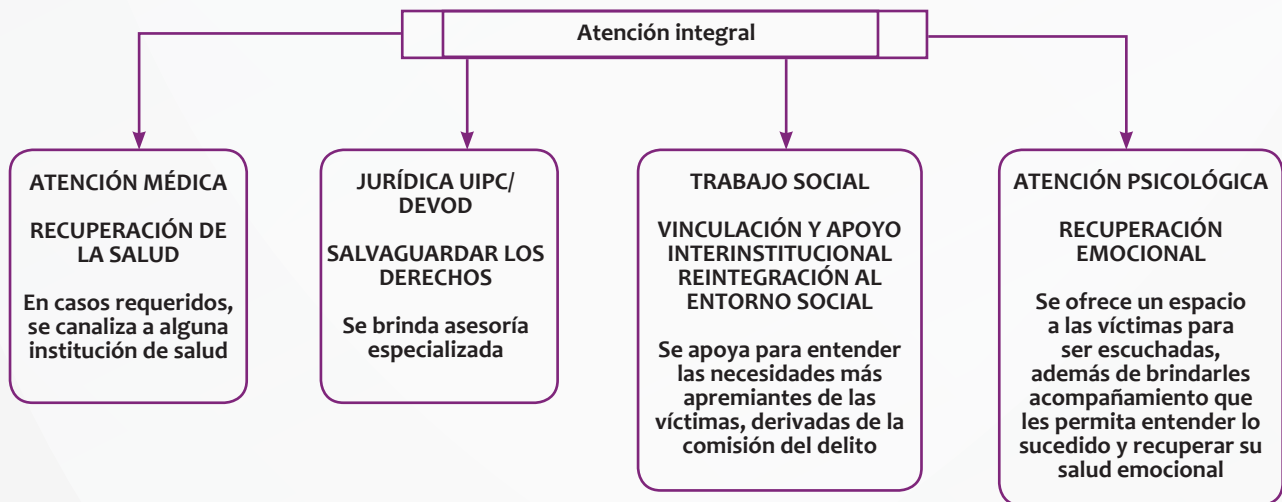 Atención integral
ATENCIÓN MÉDICA
RECUPERACIÓN DE
LA SALUD
En casos requeridos,
se canaliza a alguna
institución de salud
JURÍDICA UIPC/
DEVOD
SALVAGUARDAR LOS
DERECHOS
Se brinda asesoría
especializada
TRABAJO SOCIAL
VINCULACIÓN Y APOYO
INTERINSTITUCIONAL
REINTEGRACIÓN AL
ENTORNO SOCIAL
Se apoya para entender
las necesidades más
apremiantes de las
víctimas, derivadas de la
comisión del delito
ATENCIÓN PSICOLÓGICA
RECUPERACIÓN
EMOCIONAL
Se ofrece un espacio
a las víctimas para
ser escuchadas,
además de brindarles
acompañamiento que
les permita entender lo
sucedido y recuperar su
salud emocional